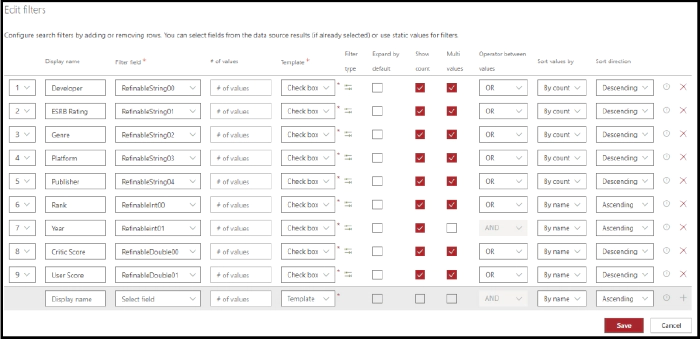 Edit filters
Configure search filters by adding or removing rows. You can select fields from the data source results (if already selected) or use static values for filters.
Display name Filter field * # of values Template * Filter type Expand by default Show count Multi values Operator between values Sort values by Sort direction
1 Developer RefinableString00 # of values Check box * OR By count Descending
2 ESRB Rating RefinableString01 # of values Check box * OR By count Descending
3 Genre RefinableString02 # of values Check box * OR By count Descending
4 Platform RefinableString03 # of values Check box * OR By count Descending
5 Publisher RefinableString04 # of values Check box * OR By count Descending
6 Rank RefinableInt00 # of values Check box * OR By name Ascending
7 Year RefinableInt01 # of values Check box * AND By name Ascending
8 Critic Score RefinableDouble00 # of values Check box * OR By name Descending
9 User Score RefinableDouble01 # of values Check box * OR By name Descending
Display name Select field # of values Template * AND By name Ascending
Save Cancel